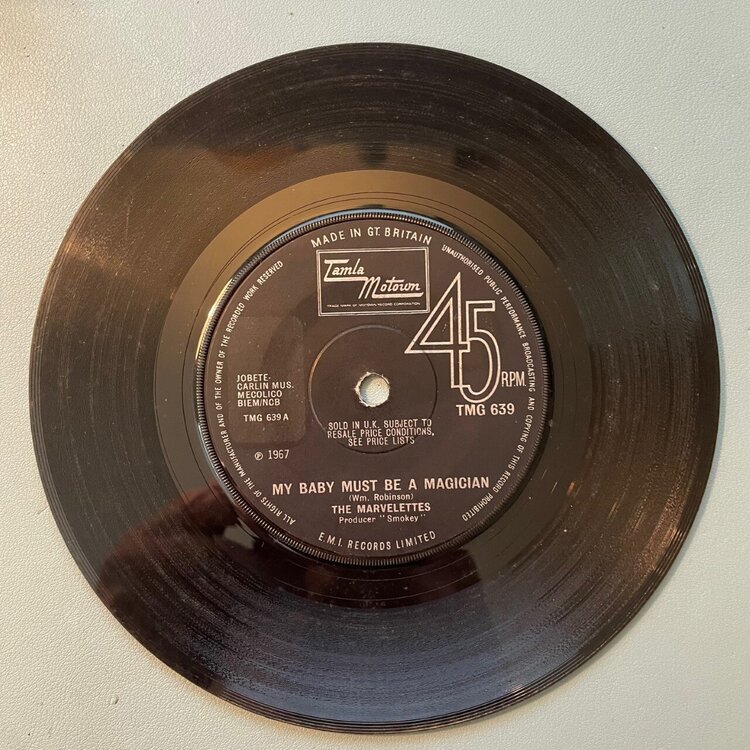 MADE IN GT. BRITAIN
ALL RIGHTS OF THE MANUFACTURER AND OF THE OWNER OF THE RECORDED WORK RESERVED
UNAUTHORISED PUBLIC PERFORMANCE BROADCASTING AND COPYING OF THIS RECORD PROHIBITED
Tamla
Motown
TRADE MARK OF MOTOWN RECORD CORPORATION
45
R.P.M.
TMG 639
JOBETE-
CARLIN MUS.
MECOLICO
BIEM/NCB
TMG 639 A
SOLD IN U.K. SUBJECT TO
RESALE PRICE CONDITIONS,
SEE PRICE LISTS
℗ 1967
MY BABY MUST BE A MAGICIAN
(Wm. Robinson)
THE MARVELETTES
Producer "Smokey"
E.M.I. RECORDS LIMITED